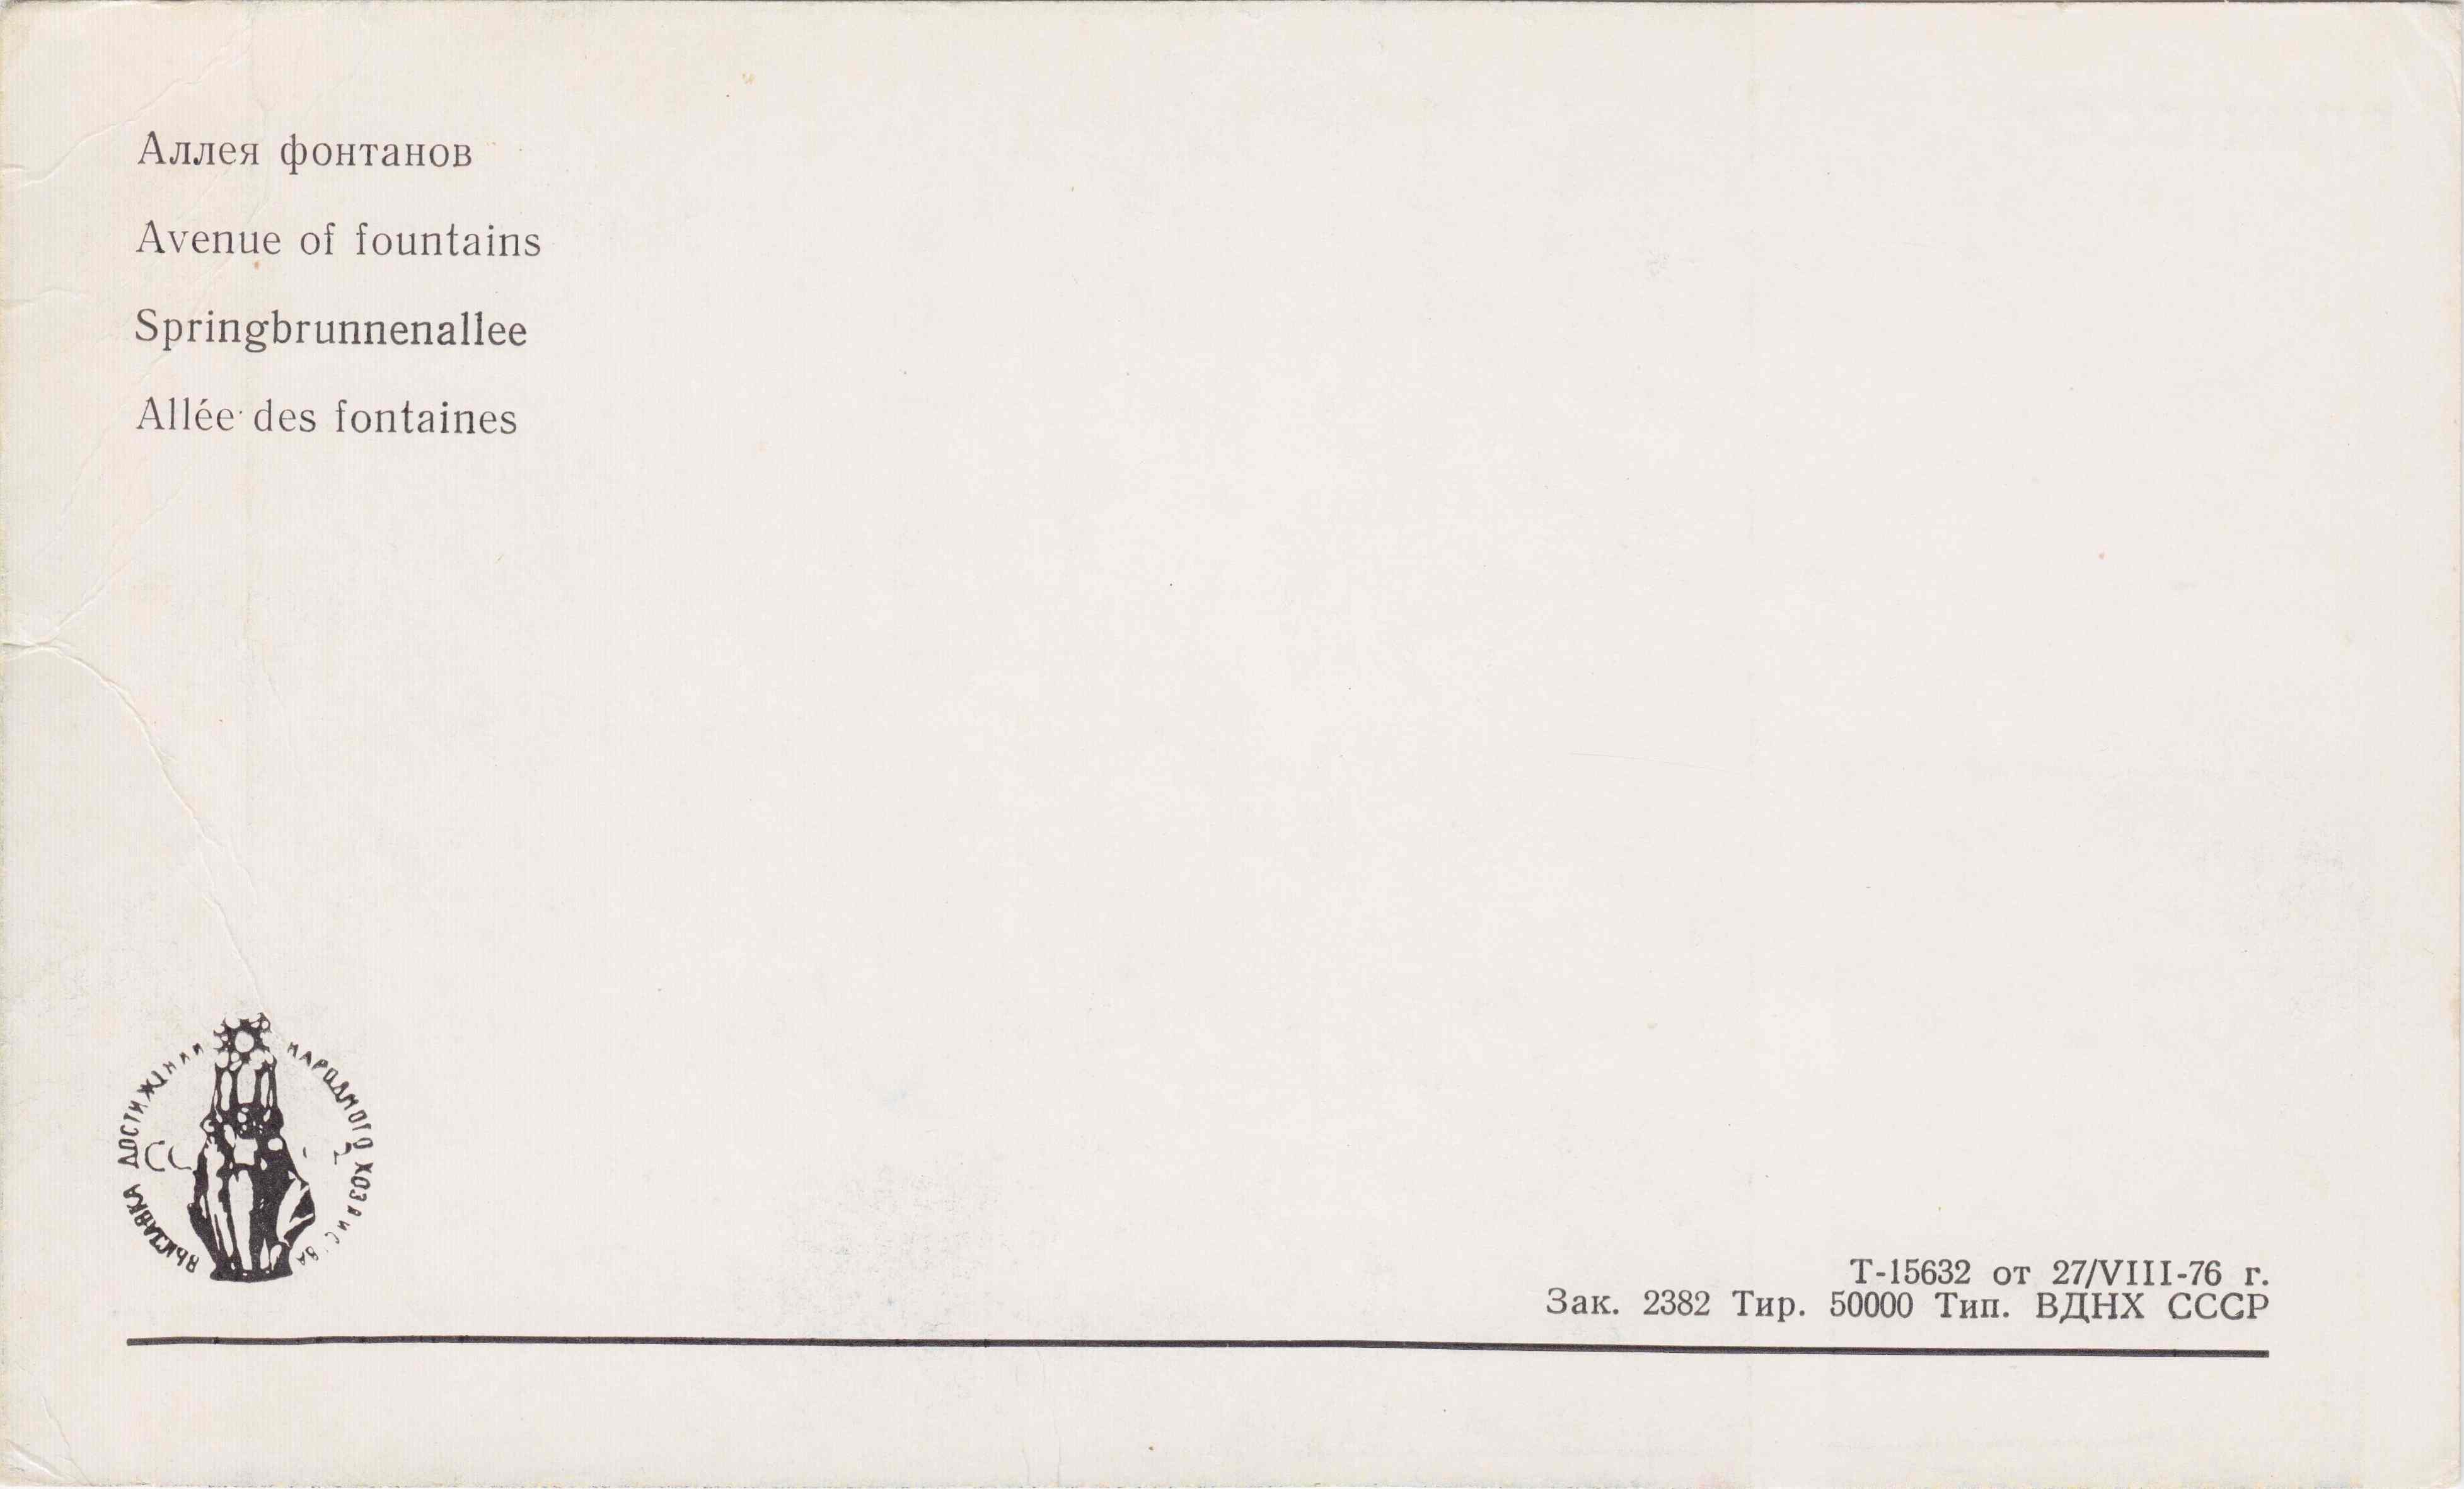 Аллея фонтанов
Avenue of fountains
Springbrunnenallee
Allée des fontaines
ВЫСТАВКА ДОСТИЖЕНИЙ НАРОДНОГО ХОЗЯЙСТВА
Т-15632 от 27/VIII-76 г.
Зак. 2382 Тир. 50000 Тип. ВДНХ СССР